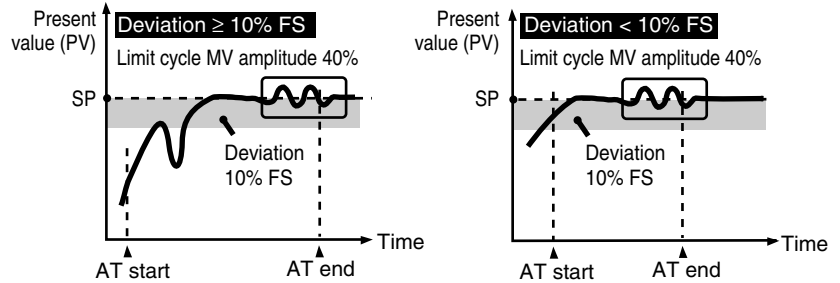 Present
value (PV)
Deviation ≥ 10% FS
Limit cycle MV amplitude 40%
SP
Deviation
10% FS
Time
AT start
AT end
Present
value (PV)
Deviation < 10% FS
Limit cycle MV amplitude 40%
SP
Deviation
10% FS
Time
AT start
AT end